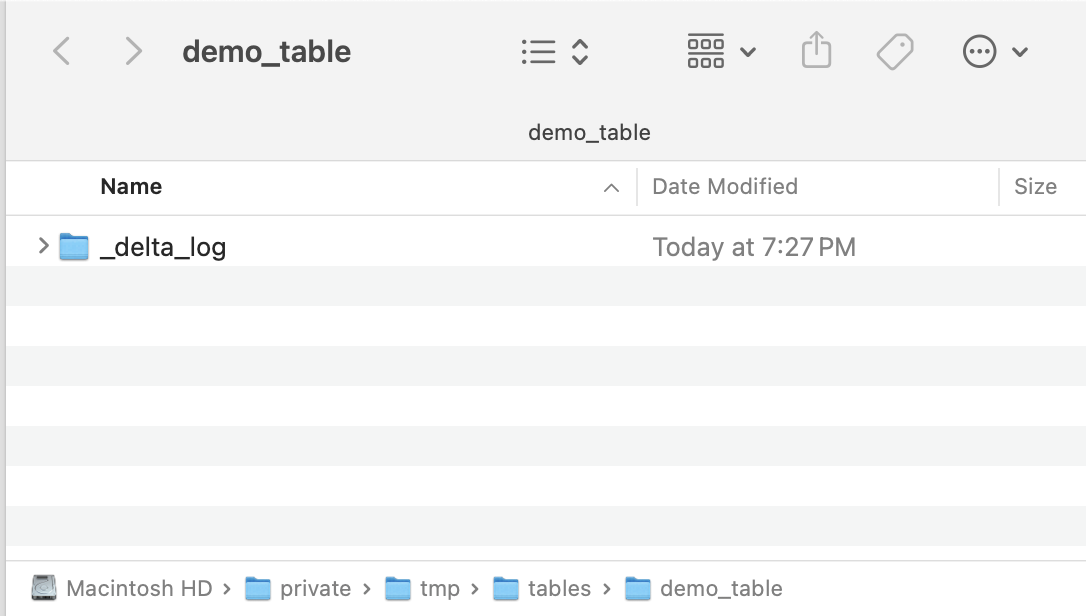 demo_table
demo_table
Name Date Modified Size
_delta_log Today at 7:27 PM
Macintosh HD › private › tmp › tables › demo_table